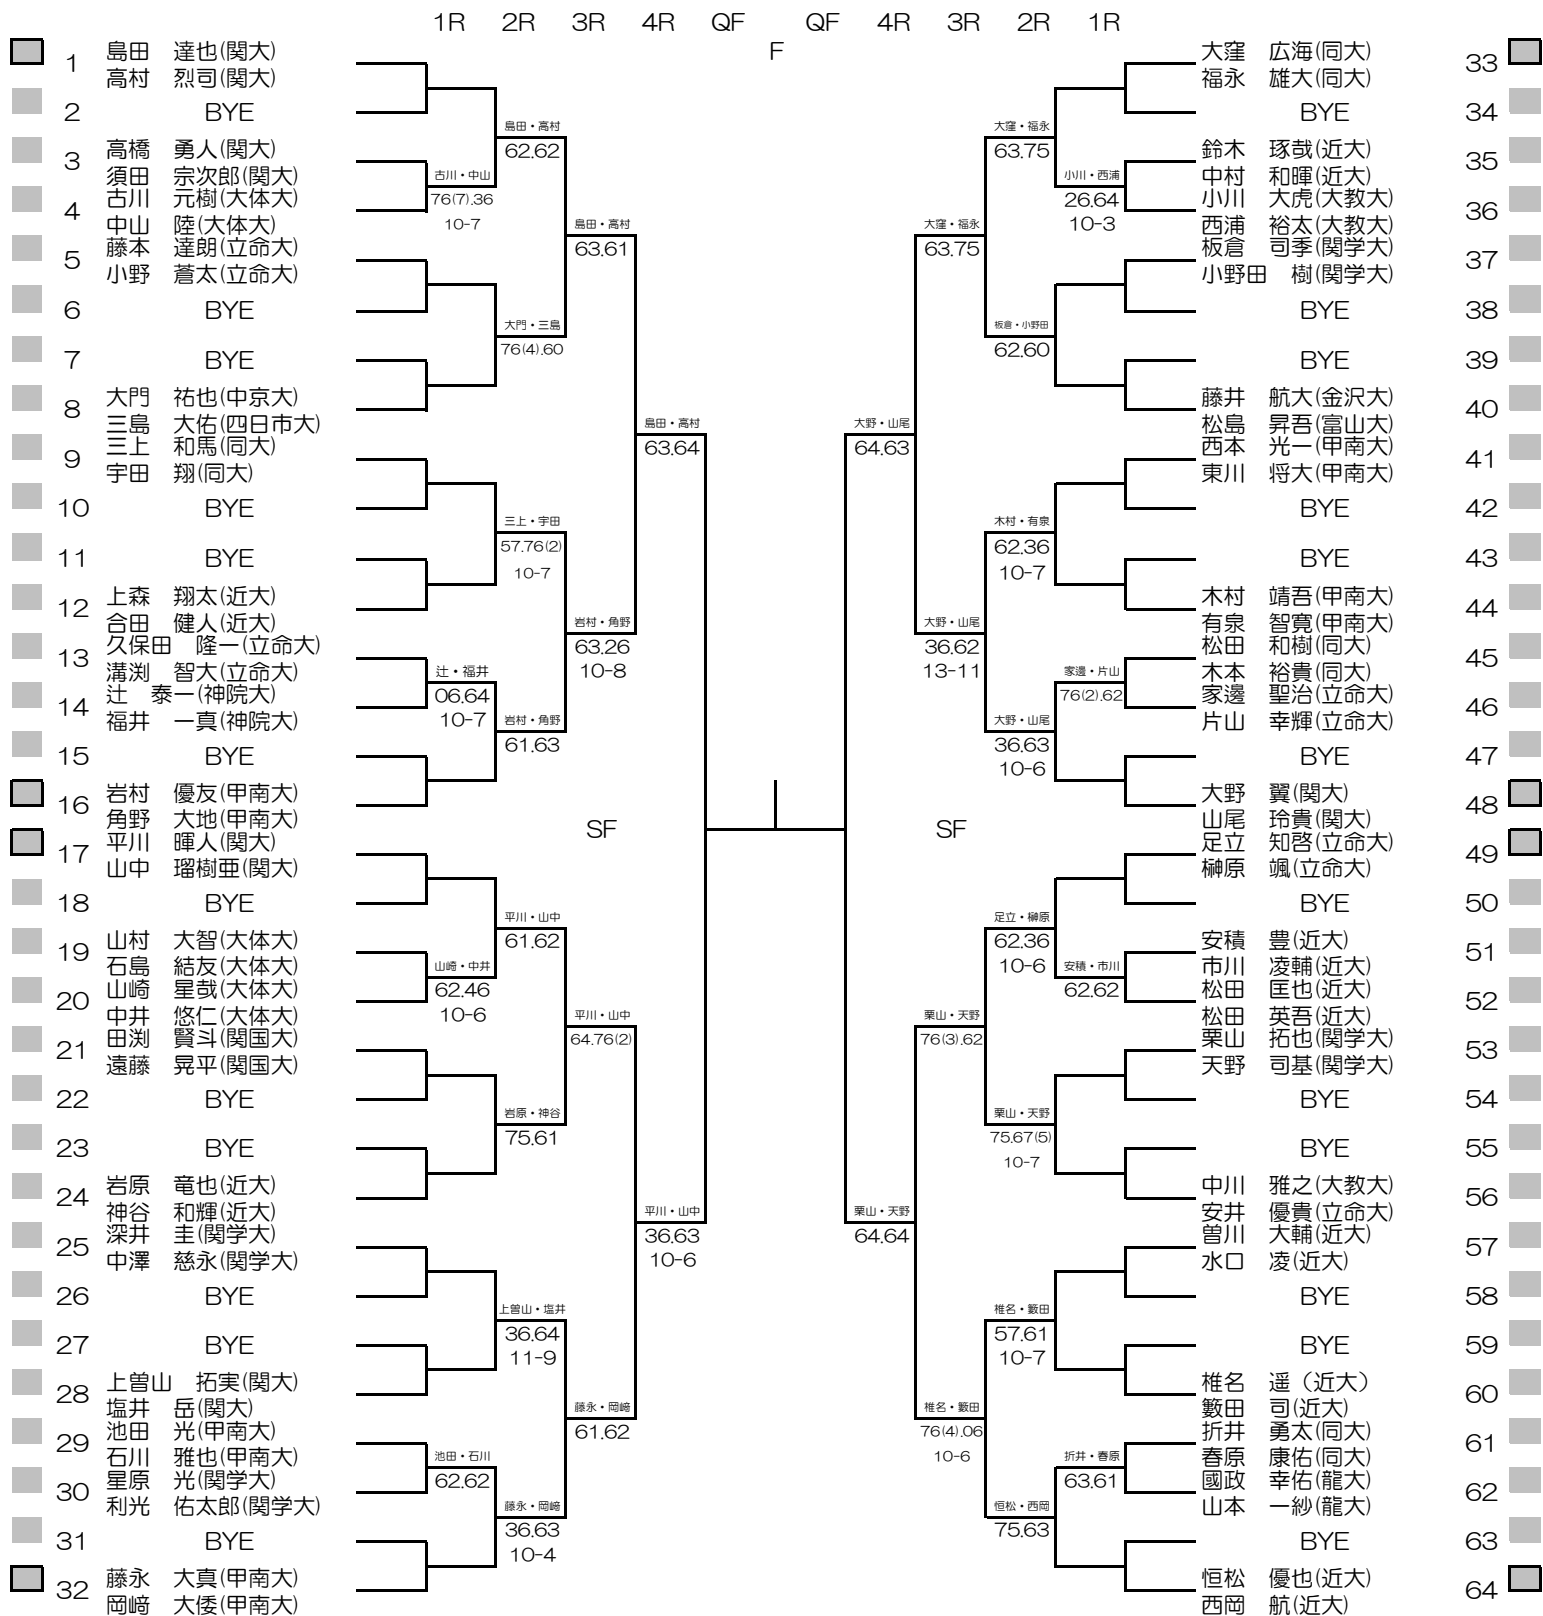 1R 2R 3R 4R QF QF 4R 3R 2R 1R
F
1 島田　達也(関大)
高村　烈司(関大)
2 BYE
島田・高村
62.62
3 高橋　勇人(関大)
須田　宗次郎(関大)
古川・中山
76(7).36
10-7
4 古川　元樹(大体大)
中山　陸(大体大)
島田・高村
63.61
5 藤本　達朗(立命大)
小野　蒼太(立命大)
6 BYE
大門・三島
76(4).60
7 BYE
8 大門　祐也(中京大)
三島　大佑(四日市大)
島田・高村
63.64
9 三上　和馬(同大)
宇田　翔(同大)
10 BYE
三上・宇田
57.76(2)
10-7
11 BYE
12 上森　翔太(近大)
合田　健人(近大)
岩村・角野
63.26
10-8
13 久保田　隆一(立命大)
溝渕　智大(立命大)
辻・福井
06.64
10-7
14 辻　泰一(神院大)
福井　一真(神院大)
岩村・角野
61.63
15 BYE
16 岩村　優友(甲南大)
角野　大地(甲南大)
SF
17 平川　暉人(関大)
山中　瑠樹亜(関大)
18 BYE
平川・山中
61.62
19 山村　大智(大体大)
石島　結友(大体大)
山崎・中井
62.46
10-6
20 山崎　星哉(大体大)
中井　悠仁(大体大)
平川・山中
64.76(2)
21 田渕　賢斗(関国大)
遠藤　晃平(関国大)
22 BYE
岩原・神谷
75.61
23 BYE
24 岩原　竜也(近大)
神谷　和輝(近大)
平川・山中
36.63
10-6
25 深井　圭(関学大)
中澤　慈永(関学大)
26 BYE
上曽山・塩井
36.64
11-9
27 BYE
28 上曽山　拓実(関大)
塩井　岳(関大)
藤永・岡﨑
61.62
29 池田　光(甲南大)
石川　雅也(甲南大)
池田・石川
62.62
30 星原　光(関学大)
利光　佑太郎(関学大)
藤永・岡﨑
36.63
10-4
31 BYE
32 藤永　大真(甲南大)
岡﨑　大倭(甲南大)
大窪　広海(同大) 33
福永　雄大(同大)
BYE 34
大窪・福永
63.75
鈴木　琢哉(近大) 35
中村　和暉(近大)
小川・西浦
26.64
10-3
小川　大虎(大教大) 36
西浦　裕太(大教大)
大窪・福永
63.75
板倉　司季(関学大) 37
小野田　樹(関学大)
BYE 38
板倉・小野田
62.60
BYE 39
藤井　航大(金沢大) 40
松島　昇吾(富山大)
大野・山尾
64.63
西本　光一(甲南大) 41
東川　将大(甲南大)
BYE 42
木村・有泉
62.36
10-7
BYE 43
木村　靖吾(甲南大) 44
有泉　智寛(甲南大)
大野・山尾
36.62
13-11
松田　和樹(同大) 45
木本　裕貴(同大)
家邊・片山
76(2).62
家邊　聖治(立命大) 46
片山　幸輝(立命大)
大野・山尾
36.63
10-6
BYE 47
大野　翼(関大) 48
山尾　玲貴(関大)
SF
足立　知啓(立命大) 49
榊原　颯(立命大)
BYE 50
足立・榊原
62.36
10-6
安積　豊(近大) 51
市川　凌輔(近大)
安積・市川
62.62
松田　匡也(近大) 52
松田　英吾(近大)
栗山・天野
76(3).62
栗山　拓也(関学大) 53
天野　司基(関学大)
BYE 54
栗山・天野
75.67(5)
10-7
BYE 55
中川　雅之(大教大) 56
安井　優貴(立命大)
栗山・天野
64.64
曽川　大輔(近大) 57
水口　凌(近大)
BYE 58
椎名・籔田
57.61
10-7
BYE 59
椎名　遥（近大） 60
籔田　司(近大)
椎名・籔田
76(4).06
10-6
折井　勇太(同大) 61
春原　康佑(同大)
折井・春原
63.61
國政　幸佑(龍大) 62
山本　一紗(龍大)
恒松・西岡
75.63
BYE 63
恒松　優也(近大) 64
西岡　航(近大)